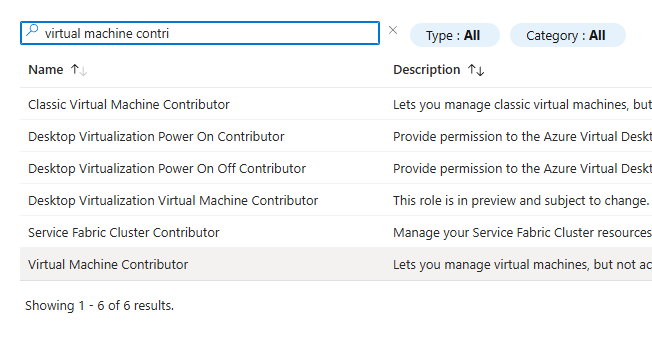 virtual machine contri
Type : All
Category : All
Name Description
Classic Virtual Machine Contributor Lets you manage classic virtual machines, but
Desktop Virtualization Power On Contributor Provide permission to the Azure Virtual Deskt
Desktop Virtualization Power On Off Contributor Provide permission to the Azure Virtual Deskt
Desktop Virtualization Virtual Machine Contributor This role is in preview and subject to change.
Service Fabric Cluster Contributor Manage your Service Fabric Cluster resources
Virtual Machine Contributor Lets you manage virtual machines, but not ac
Showing 1 - 6 of 6 results.